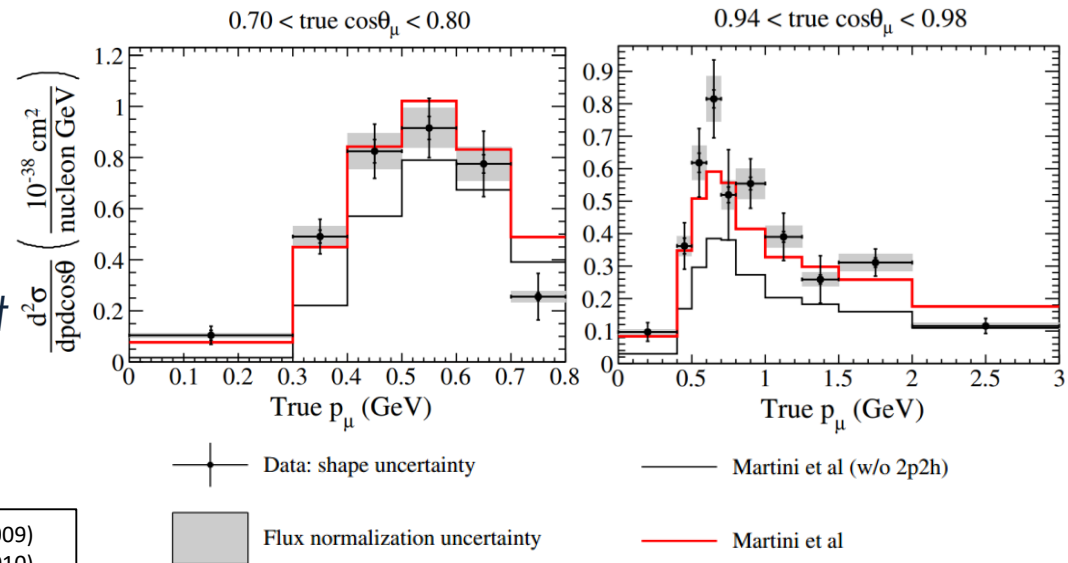 0.70 < true cosθμ < 0.80
0.94 < true cosθμ < 0.98
d²σ
dpdcosθ
10⁻³⁸ cm²
nucleon GeV
1.2
1
0.8
0.6
0.4
0.2
0
0 0.1 0.2 0.3 0.4 0.5 0.6 0.7 0.8
True pμ (GeV)
0.9
0.8
0.7
0.6
0.5
0.4
0.3
0.2
0.1
0
0 0.5 1 1.5 2 2.5 3
True pμ (GeV)
Data: shape uncertainty
Martini et al (w/o 2p2h)
Flux normalization uncertainty
Martini et al
009)